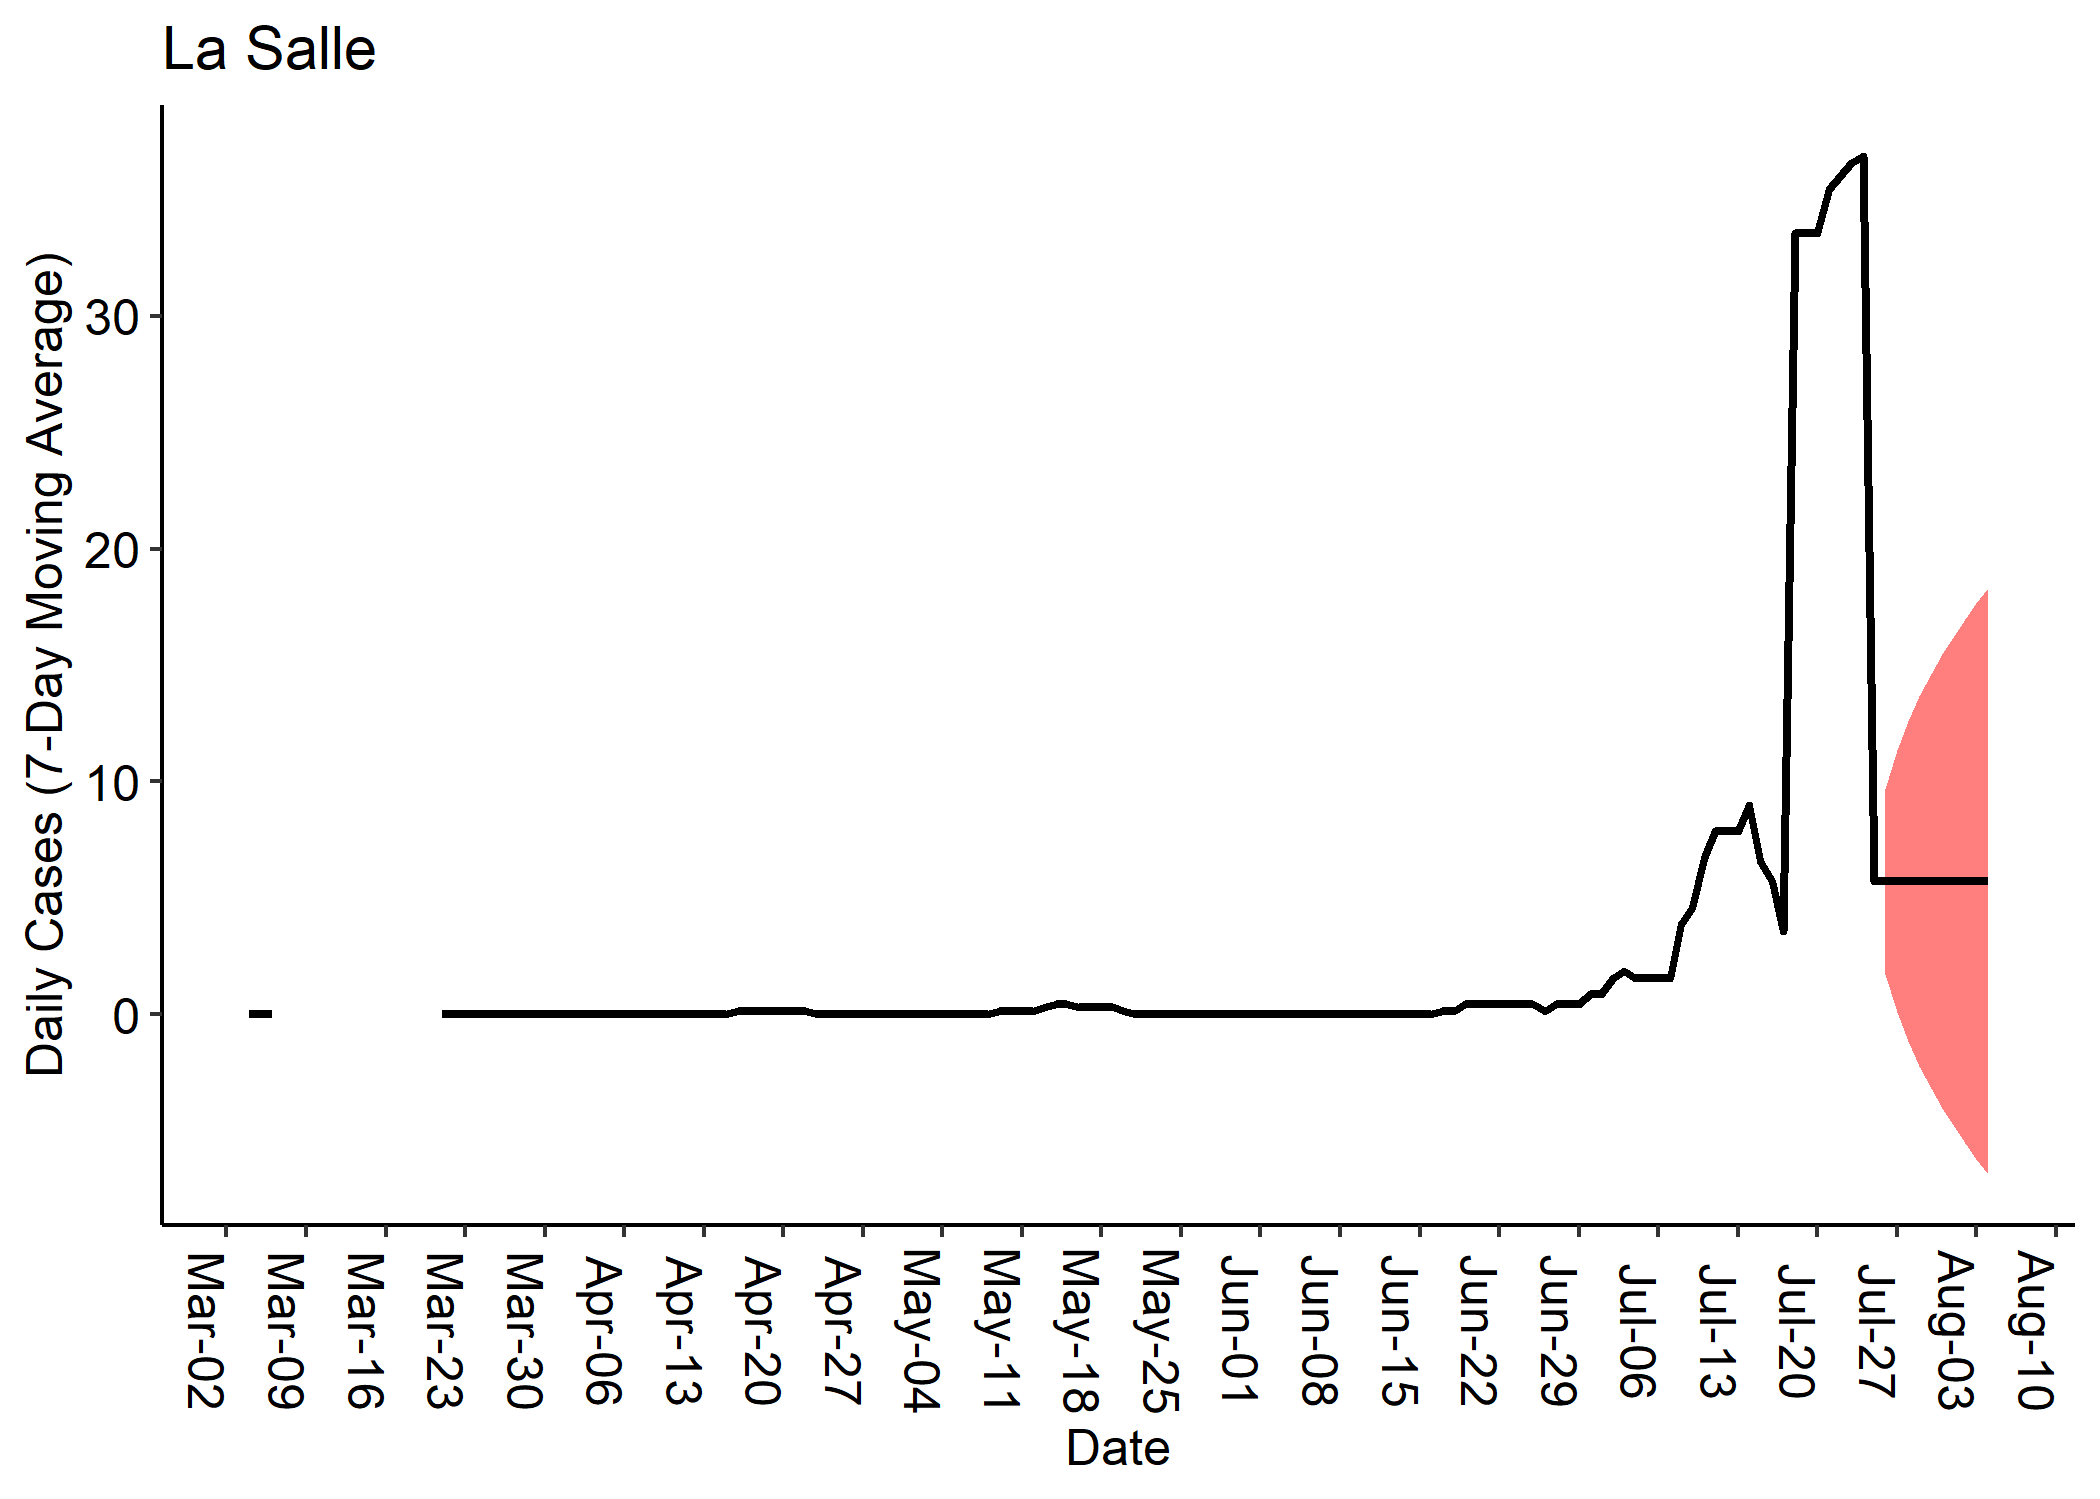 La Salle
Daily Cases (7-Day Moving Average)
30
20
10
0
Mar-02
Mar-09
Mar-16
Mar-23
Mar-30
Apr-06
Apr-13
Apr-20
Apr-27
May-04
May-11
May-18
May-25
Jun-01
Jun-08
Jun-15
Jun-22
Jun-29
Jul-06
Jul-13
Jul-20
Jul-27
Aug-03
Aug-10
Date